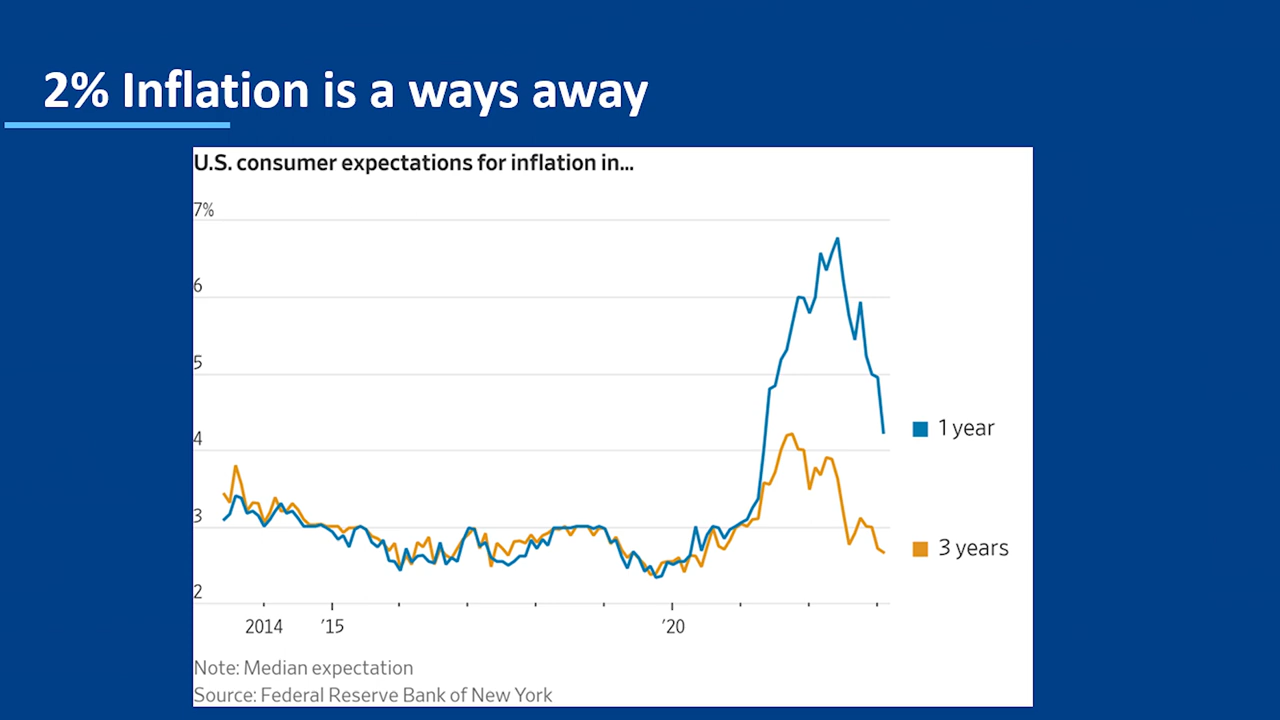 2% Inflation is a ways away
U.S. consumer expectations for inflation in...
7%
6
5
4
1 year
3
3 years
2
2014 '15 '20
Note: Median expectation
Source: Federal Reserve Bank of New York